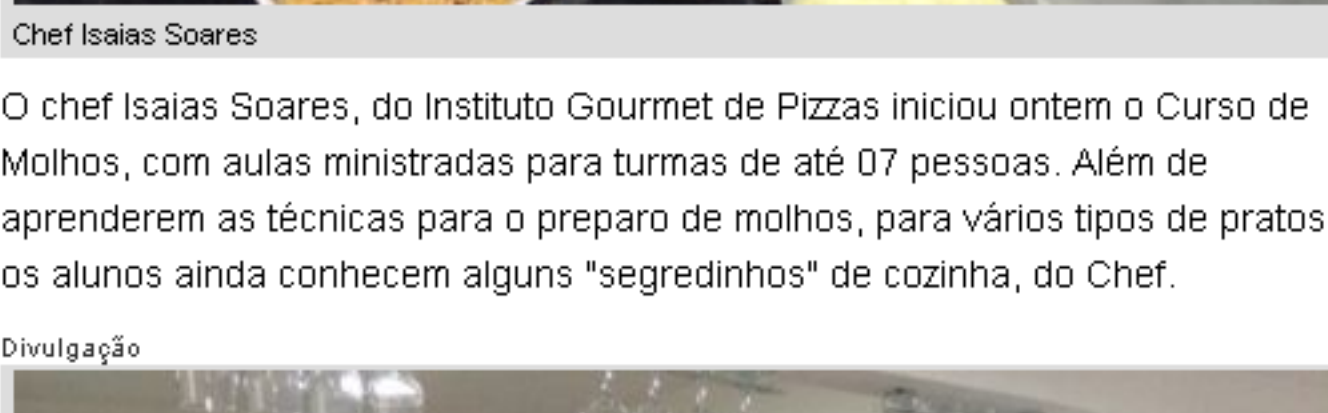 Chef Isaias Soares
O chef Isaias Soares, do Instituto Gourmet de Pizzas iniciou ontem o Curso de
Molhos, com aulas ministradas para turmas de até 07 pessoas. Além de
aprenderem as técnicas para o preparo de molhos, para vários tipos de pratos
os alunos ainda conhecem alguns "segredinhos" de cozinha, do Chef.
Divulgação